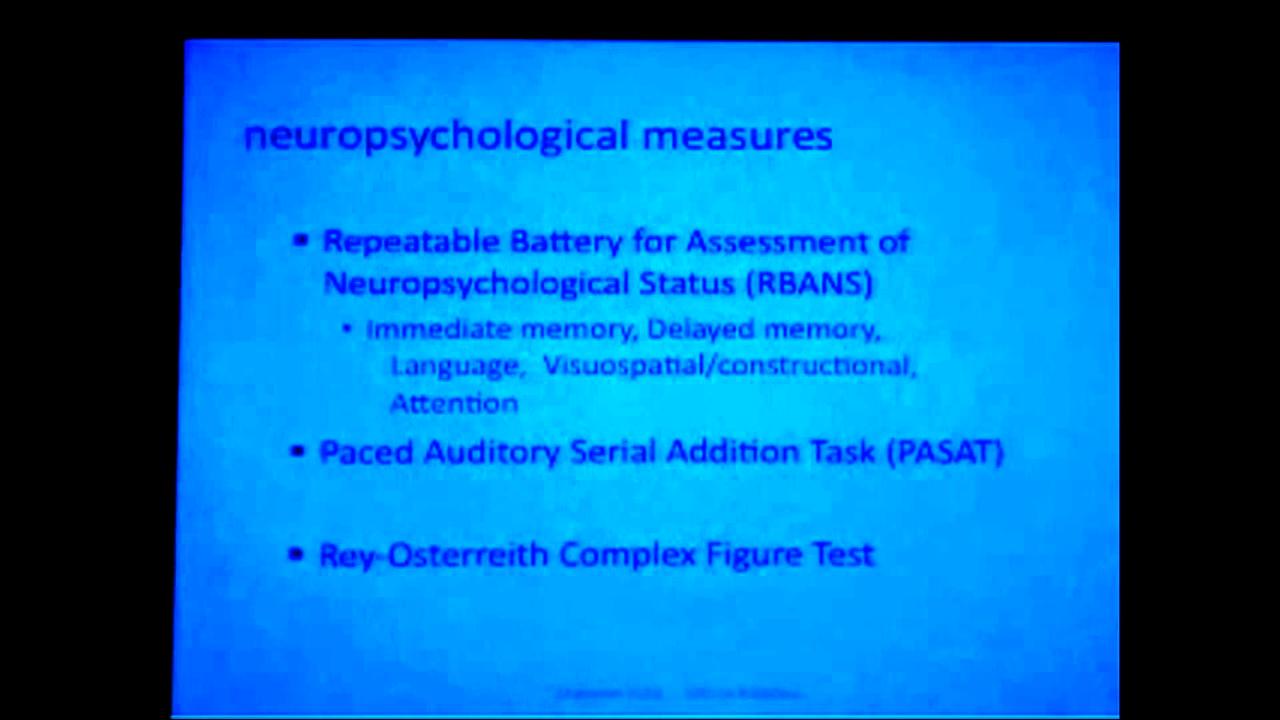 neuropsychological measures
▪ Repeatable Battery for Assessment of
Neuropsychological Status (RBANS)
• Immediate memory, Delayed memory,
Language, Visuospatial/constructional,
Attention
▪ Paced Auditory Serial Addition Task (PASAT)
▪ Rey-Osterreith Complex Figure Test